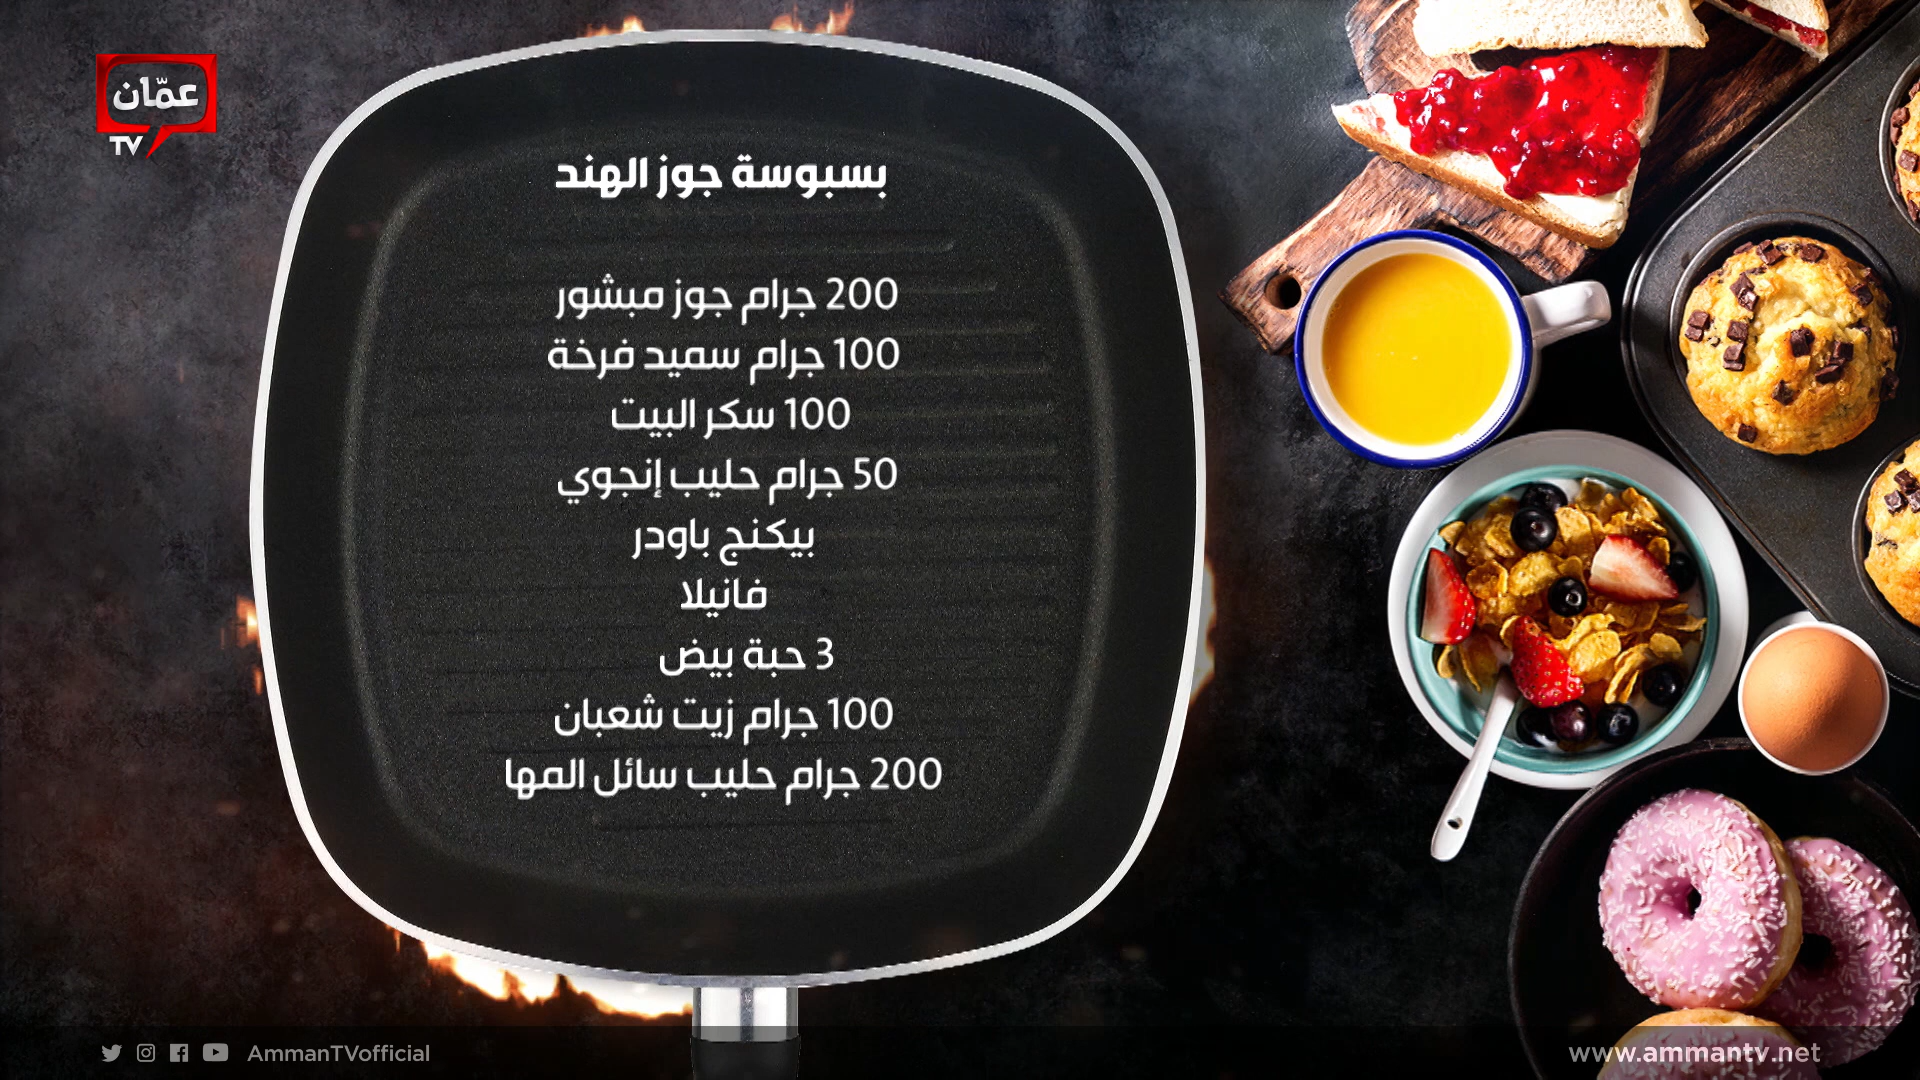 عمّان
TV
بسبوسة جوز الهند
200 جرام جوز مبشور
100 جرام سميد فرخة
100 سكر البيت
50 جرام حليب إنجوي
بيكنج باودر
فانيلا
3 حبة بيض
100 جرام زيت شعبان
200 جرام حليب سائل المها
AmmanTVofficial
www.ammantv.net